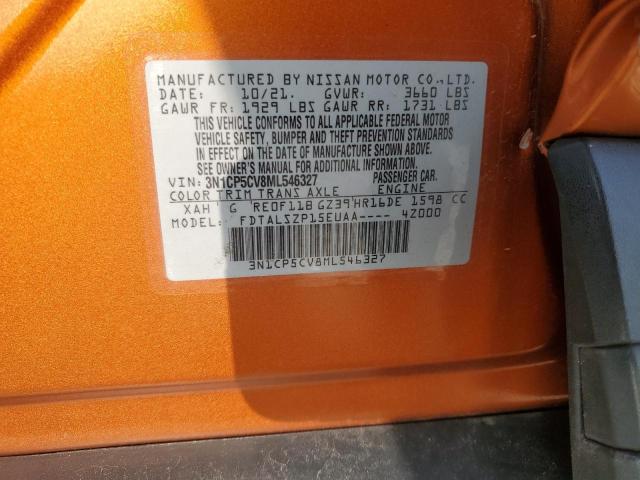 MANUFACTURED BY NISSAN MOTOR CO.,LTD.
DATE: 10/21. GVWR: 3660 LBS
GAWR FR: 1929 LBS GAWR RR: 1731 LBS
THIS VEHICLE CONFORMS TO ALL APPLICABLE FEDERAL MOTOR
VEHICLE SAFETY, BUMPER AND THEFT PREVENTION STANDARDS
IN EFFECT ON THE DATE OF MANUFACTURE SHOWN ABOVE.
SEE OWNER'S MANUAL FOR ADDITIONAL INFORMATION.
VIN: 3N1CP5CV8ML546327 PASSENGER CAR.
COLOR TRIM TRANS AXLE ENGINE
XAH G RE0F11B GZ39 HR16DE 1598 CC
MODEL: FDTALSZP15EUAA---- 4Z000
3N1CP5CV8ML546327